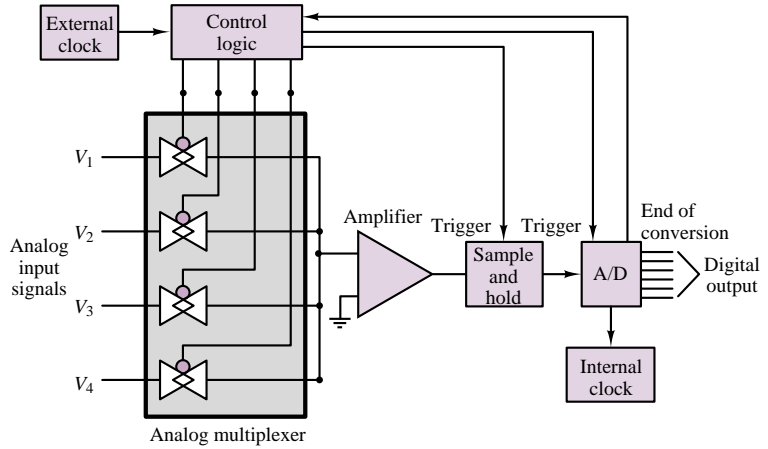 External
clock
Control
logic
V1
V2
V3
V4
Analog
input
signals
Amplifier
Trigger
Trigger
End of
conversion
Sample
and
hold
A/D
Digital
output
Internal
clock
Analog multiplexer